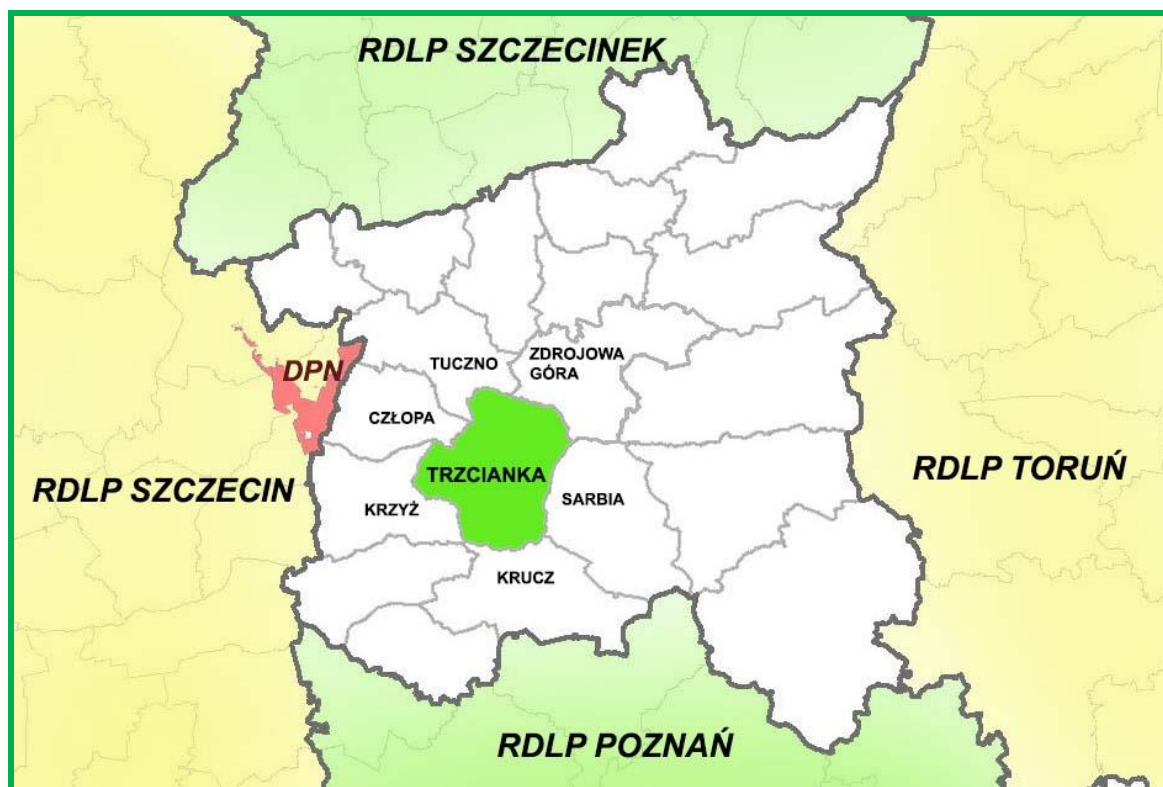 RDLP SZCZECINEK
DPN
TUCZNO
ZDROJOWA
GÓRA
CZŁOPA
RDLP SZCZECIN
TRZCIANKA
RDLP TORUŃ
KRZYŻ
SARBIA
KRUCZ
RDLP POZNAŃ